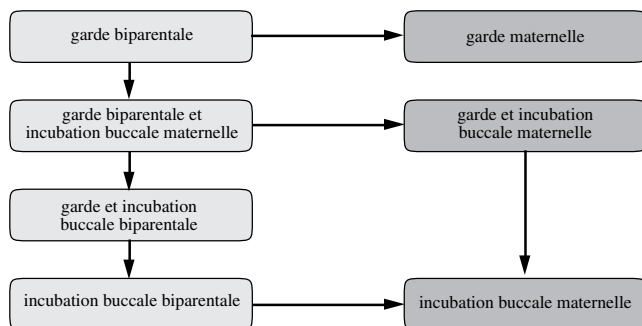 garde biparentale
garde maternelle
garde biparentale et
incubation buccale maternelle
garde et incubation
buccale maternelle
garde et incubation
buccale biparentale
incubation buccale biparentale
incubation buccale maternelle